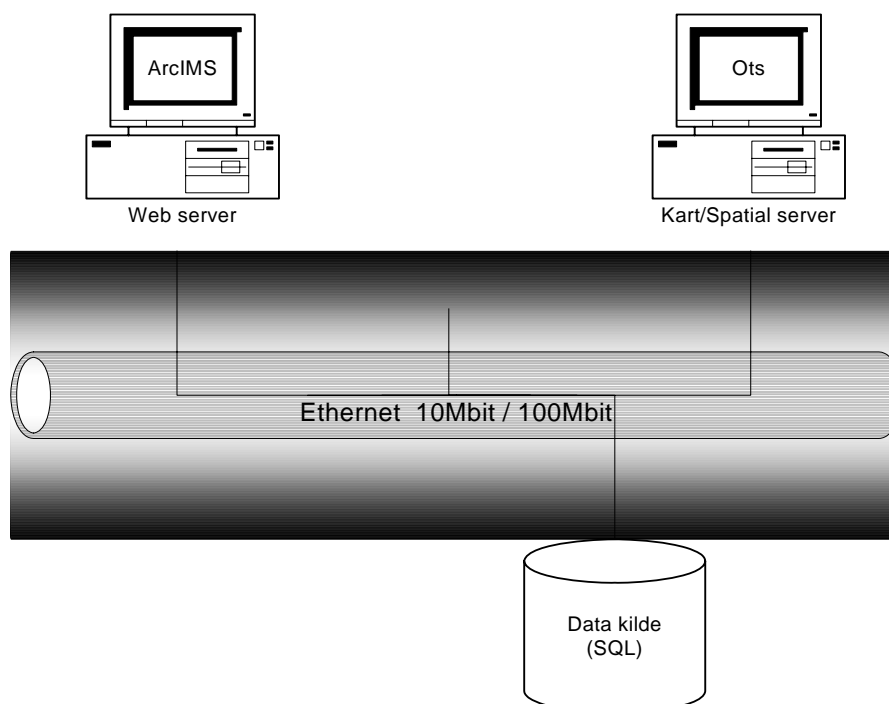 ArcIMS
Ots
Web server
Kart/Spatial server
Ethernet 10Mbit / 100Mbit
Data kilde
(SQL)